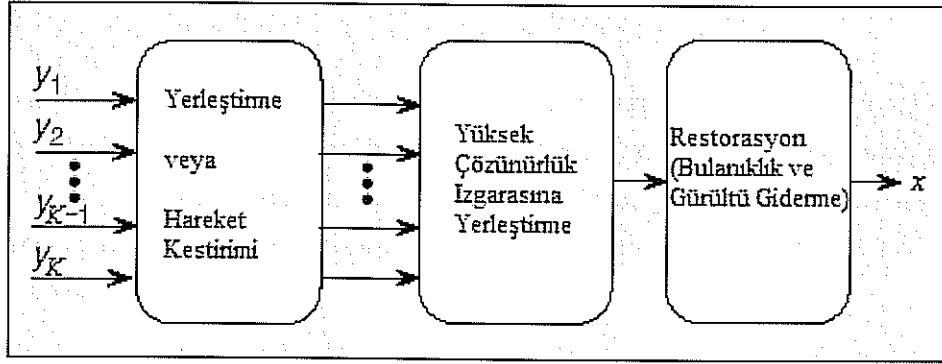 y1
y2
yK-1
yK
Yerleştirme
veya
Hareket
Kestirimi
Yüksek
Çözünürlük
Izgarasına
Yerleştirme
Restorasyon
(Bulanıklık ve
Gürültü Giderme)
x